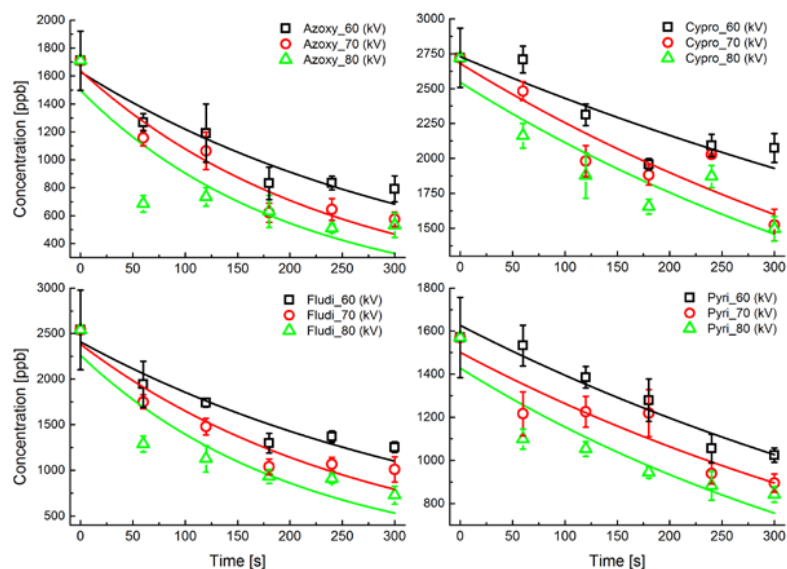 2000
1800
1600
1400
1200
1000
800
600
400
Concentration [ppb]
Azoxy_60 (kV)
Azoxy_70 (kV)
Azoxy_80 (kV)
0 50 100 150 200 250 300
3000
2750
2500
2250
2000
1750
1500
Cypro_60 (kV)
Cypro_70 (kV)
Cypro_80 (kV)
0 50 100 150 200 250 300
3000
2500
2000
1500
1000
500
Concentration [ppb]
Fludi_60 (kV)
Fludi_70 (kV)
Fludi_80 (kV)
0 50 100 150 200 250 300
Time [s]
1800
1600
1400
1200
1000
800
Pyri_60 (kV)
Pyri_70 (kV)
Pyri_80 (kV)
0 50 100 150 200 250 300
Time [s]